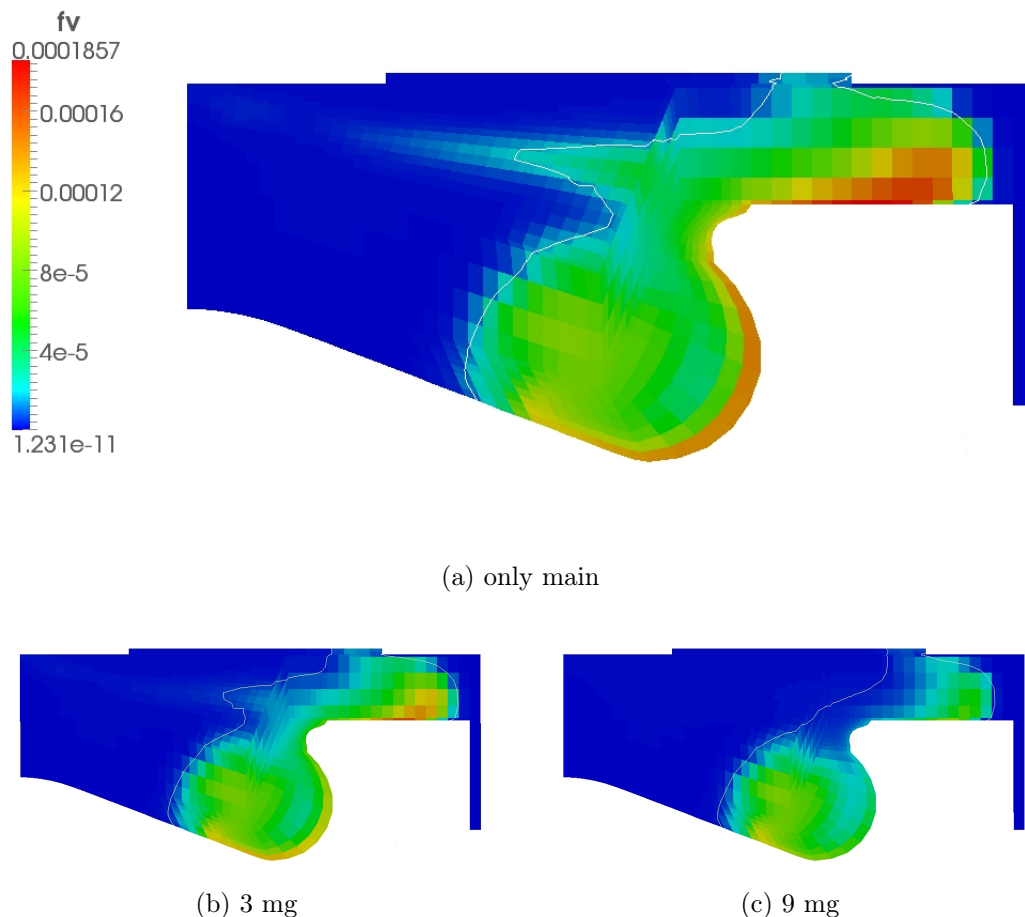 fv
0.0001857
0.00016
0.00012
8e-5
4e-5
1.231e-11
(a) only main
(b) 3 mg
(c) 9 mg